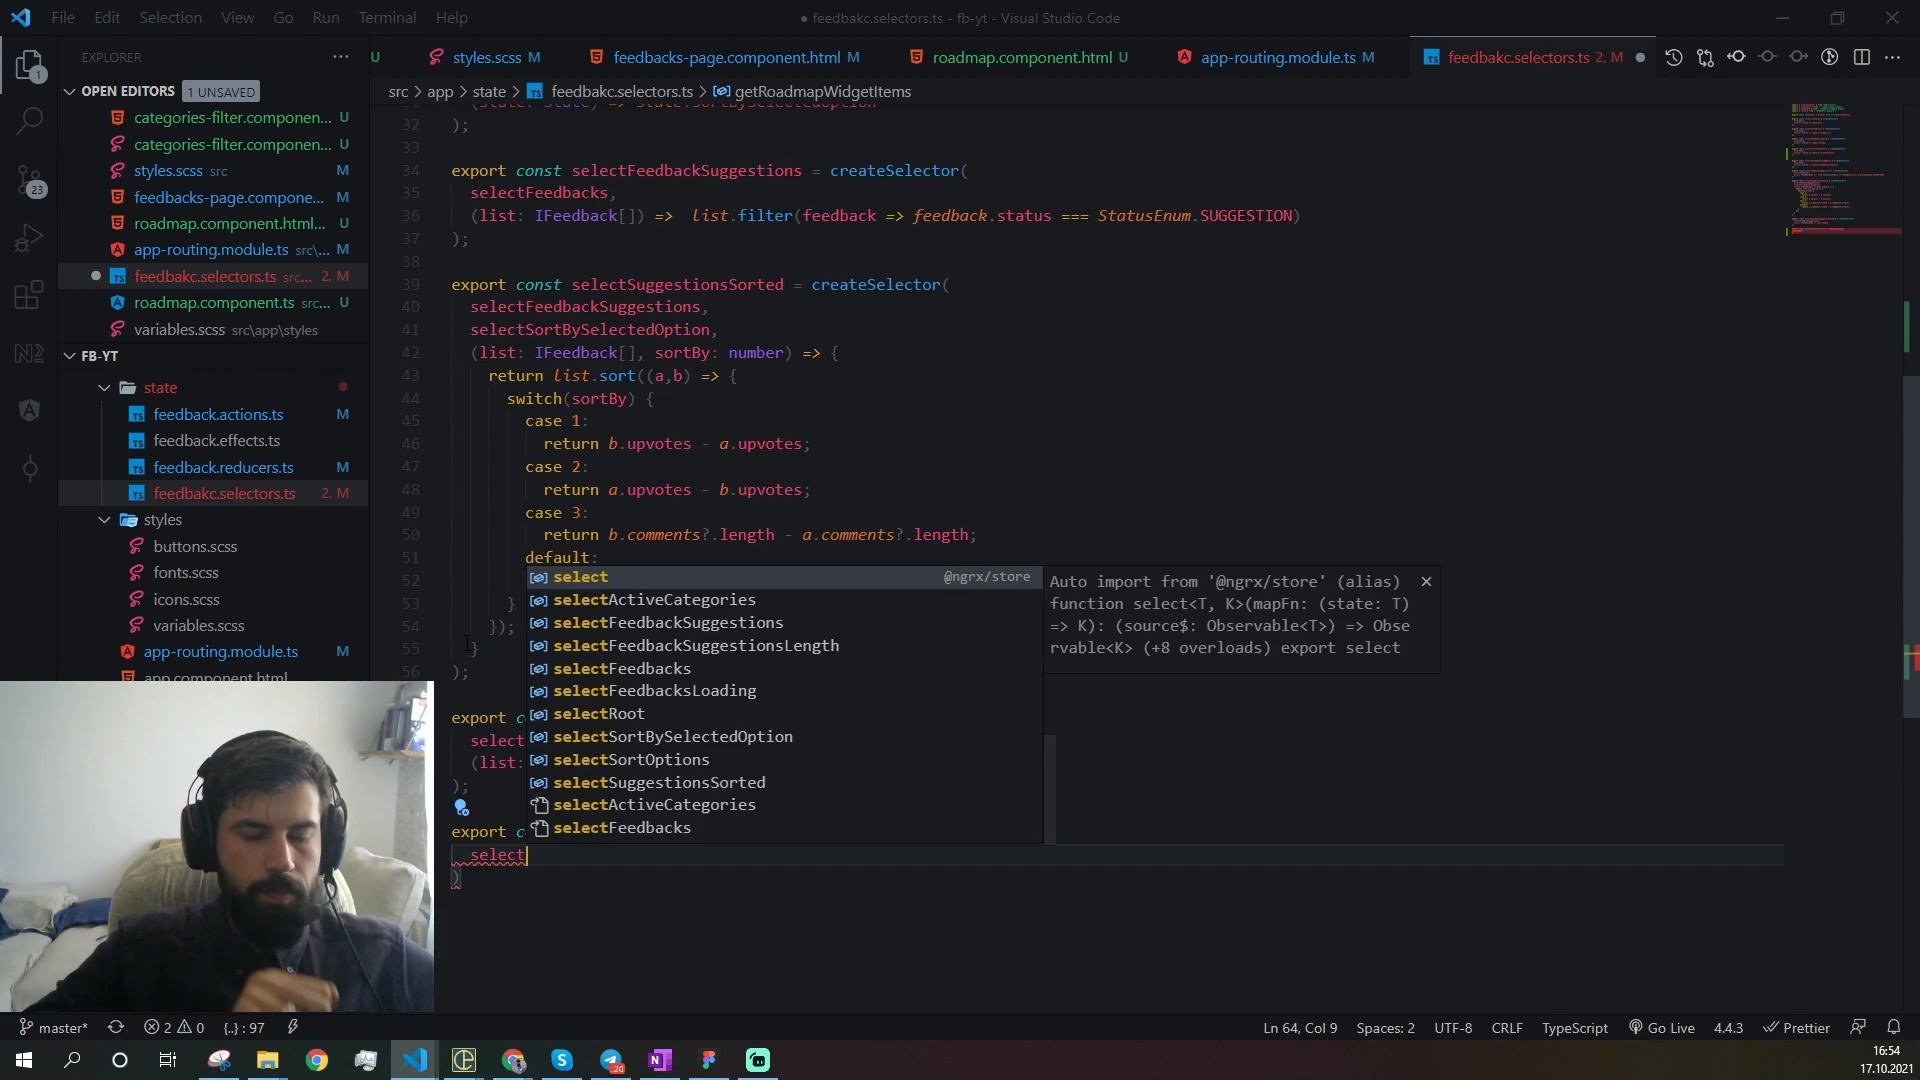 File Edit Selection View Go Run Terminal Help
● feedbakc.selectors.ts - fb-yt - Visual Studio Code
EXPLORER
U styles.scss M feedbacks-page.component.html M roadmap.component.html U app-routing.module.ts M feedbakc.selectors.ts 2, M
OPEN EDITORS 1 UNSAVED
src > app > state > feedbakc.selectors.ts > getRoadmapWidgetItems
categories-filter.componen... U
categories-filter.componen... U
styles.scss src M
feedbacks-page.compone... M
roadmap.component.html... U
app-routing.module.ts src\... M
feedbakc.selectors.ts src... 2, M
roadmap.component.ts src... U
variables.scss src\app\styles
FB-YT
state
feedback.actions.ts M
feedback.effects.ts
feedback.reducers.ts M
feedbakc.selectors.ts 2, M
styles
buttons.scss
fonts.scss
icons.scss
variables.scss
app-routing.module.ts M
app.component.html
(state: State) => state.sortBySelectedOption
32 );
33
34 export const selectFeedbackSuggestions = createSelector(
35 selectFeedbacks,
36 (list: IFeedback[]) => list.filter(feedback => feedback.status === StatusEnum.SUGGESTION)
37 );
38
39 export const selectSuggestionsSorted = createSelector(
40 selectFeedbackSuggestions,
41 selectSortBySelectedOption,
42 (list: IFeedback[], sortBy: number) => {
43 return list.sort((a,b) => {
44 switch(sortBy) {
45 case 1:
46 return b.upvotes - a.upvotes;
47 case 2:
48 return a.upvotes - b.upvotes;
49 case 3:
50 return b.comments?.length - a.comments?.length;
51 default:
52
53 }
54 });
55 }
56 );
export c
select
(list:
);
export c
select
)
select @ngrx/store
selectActiveCategories
selectFeedbackSuggestions
selectFeedbackSuggestionsLength
selectFeedbacks
selectFeedbacksLoading
selectRoot
selectSortBySelectedOption
selectSortOptions
selectSuggestionsSorted
selectActiveCategories
selectFeedbacks
Auto import from '@ngrx/store' (alias)
function select<T, K>(mapFn: (state: T)
=> K): (source$: Observable<T>) => Obse
rvable<K> (+8 overloads) export select
1
23
master* 2 0 {..} : 97
Ln 64, Col 9 Spaces: 2 UTF-8 CRLF TypeScript Go Live 4.4.3 Prettier
20
16:54
17.10.2021